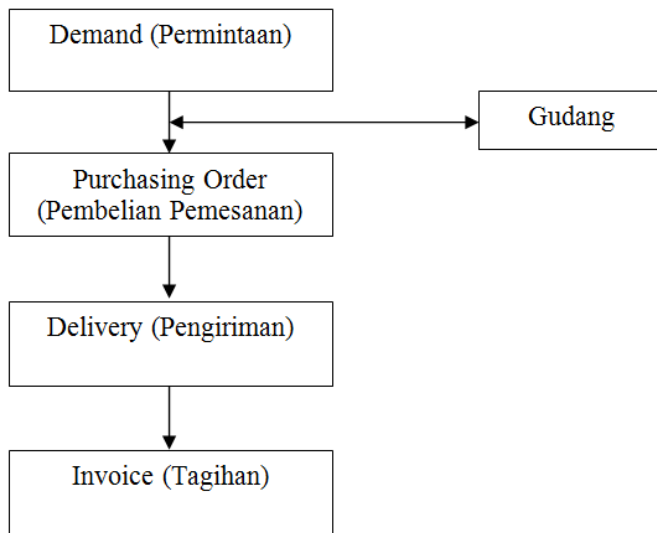 Demand (Permintaan)
Gudang
Purchasing Order
(Pembelian Pemesanan)
Delivery (Pengiriman)
Invoice (Tagihan)